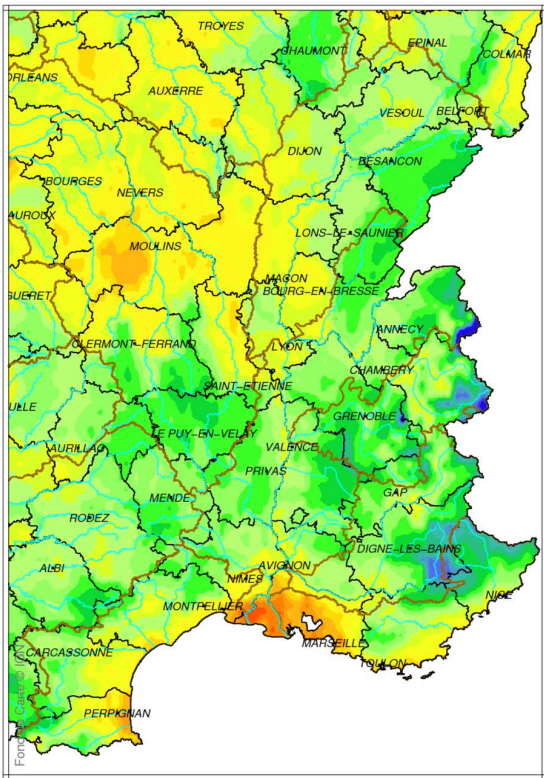 TROYES
EPINAL
CHAUMONT
COLMAR
ORLEANS
AUXERRE
VESOUL
BELFORT
DIJON
BESANCON
BOURGES
NEVERS
AUROUX
LONS-LE-SAUNIER
MOULINS
MACON
BOURG-EN-BRESSE
GUERET
ANNECY
CLERMONT-FERRAND
LYON
CHAMBERY
SAINT-ETIENNE
ULLE
GRENOBLE
LE PUY-EN-VELAY
AURILLAC
VALENCE
PRIVAS
GAP
MENDE
RODEZ
DIGNE-LES-BAINS
ALBI
AVIGNON
NIMES
NICE
MONTPELLIER
MARSEILLE
CARCASSONNE
TOULON
PERPIGNAN
Fond de Carte © IGN